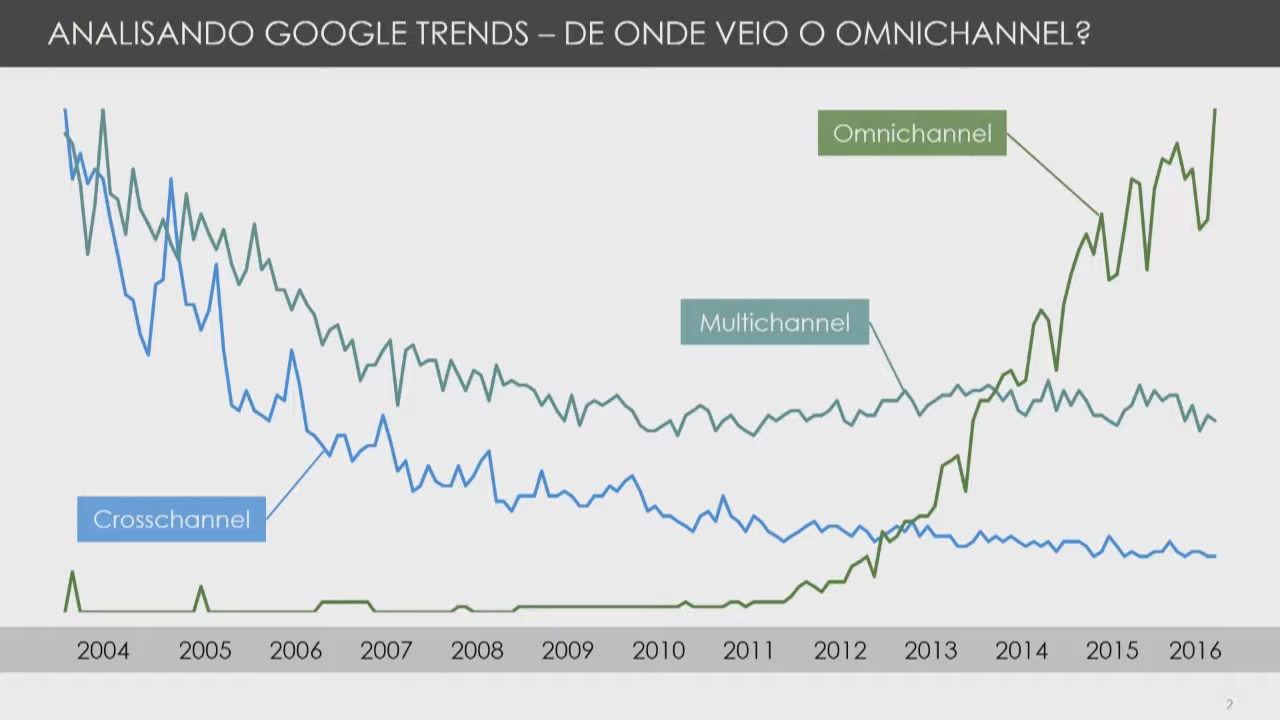 ANALISANDO GOOGLE TRENDS – DE ONDE VEIO O OMNICHANNEL?
Omnichannel
Multichannel
Crosschannel
2004 2005 2006 2007 2008 2009 2010 2011 2012 2013 2014 2015 2016
2